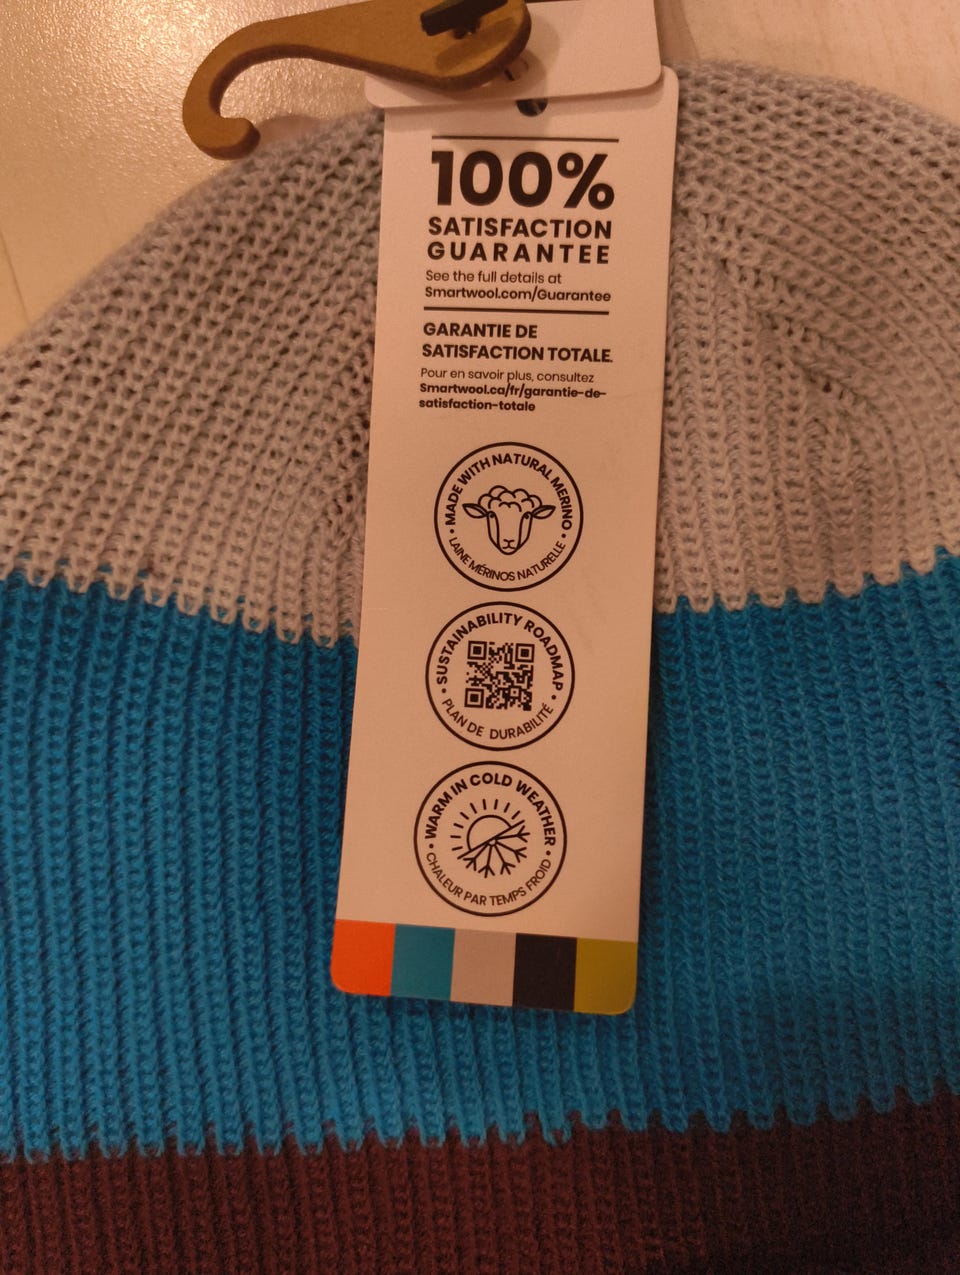 100%
SATISFACTION
GUARANTEE
See the full details at
Smartwool.com/Guarantee
GARANTIE DE
SATISFACTION TOTALE
Pour en savoir plus, consultez
Smartwool.ca/fr/garantie-de-
satisfaction-totale
• MADE WITH NATURAL MERINO •
LAINE MÉRINOS NATURELLE
• SUSTAINABILITY ROADMAP •
PLAN DE DURABILITÉ
• WARM IN COLD WEATHER •
CHALEUR PAR TEMPS FROID